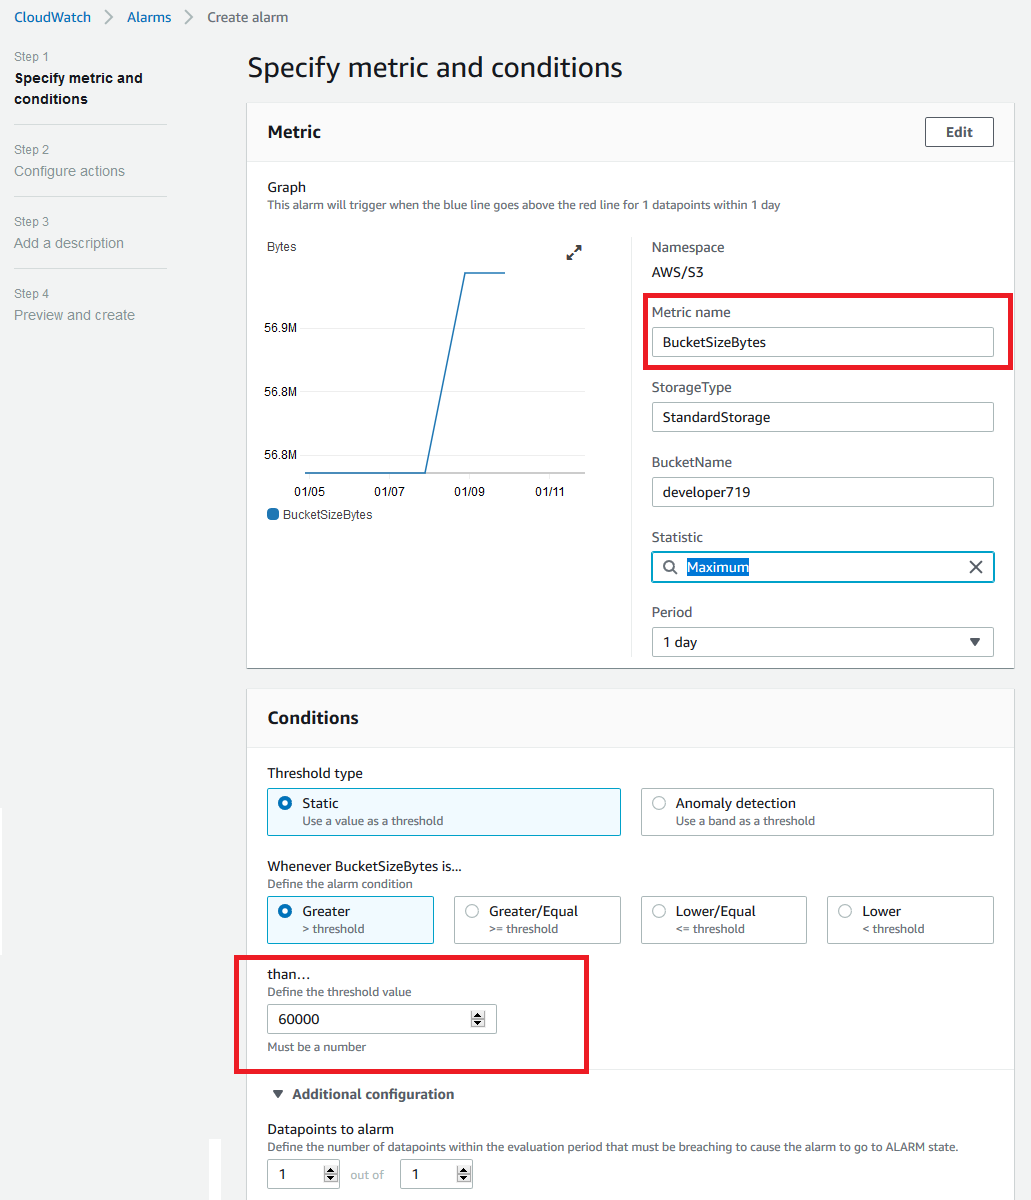 CloudWatch > Alarms > Create alarm
Step 1
Specify metric and
conditions
Step 2
Configure actions
Step 3
Add a description
Step 4
Preview and create
Specify metric and conditions
Metric
Edit
Graph
This alarm will trigger when the blue line goes above the red line for 1 datapoints within 1 day
Bytes
56.9M
56.8M
56.8M
01/05 01/07 01/09 01/11
BucketSizeBytes
Namespace
AWS/S3
Metric name
BucketSizeBytes
StorageType
StandardStorage
BucketName
developer719
Statistic
Maximum
Period
1 day
Conditions
Threshold type
Static
Use a value as a threshold
Anomaly detection
Use a band as a threshold
Whenever BucketSizeBytes is...
Define the alarm condition
Greater
> threshold
Greater/Equal
>= threshold
Lower/Equal
<= threshold
Lower
< threshold
than...
Define the threshold value
60000
Must be a number
Additional configuration
Datapoints to alarm
Define the number of datapoints within the evaluation period that must be breaching to cause the alarm to go to ALARM state.
1 out of 1